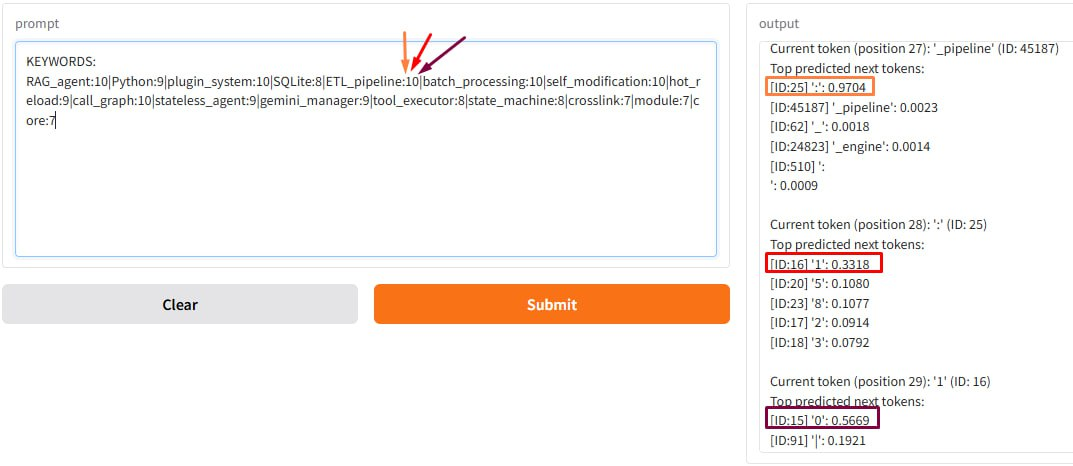 prompt
KEYWORDS:
RAG_agent:10|Python:9|plugin_system:10|SQLite:8|ETL_pipeline:10|batch_processing:10|self_modification:10|hot_r
eload:9|call_graph:10|stateless_agent:9|gemini_manager:9|tool_executor:8|state_machine:8|crosslink:7|module:7|c
ore:7
Clear
Submit
output
Current token (position 27): '_pipeline' (ID: 45187)
Top predicted next tokens:
[ID:25] ':': 0.9704
[ID:45187] '_pipeline': 0.0023
[ID:62] '_': 0.0018
[ID:24823] '_engine': 0.0014
[ID:510] ':
': 0.0009
Current token (position 28): ':' (ID: 25)
Top predicted next tokens:
[ID:16] '1': 0.3318
[ID:20] '5': 0.1080
[ID:23] '8': 0.1077
[ID:17] '2': 0.0914
[ID:18] '3': 0.0792
Current token (position 29): '1' (ID: 16)
Top predicted next tokens:
[ID:15] '0': 0.5669
[ID:91] '|': 0.1921